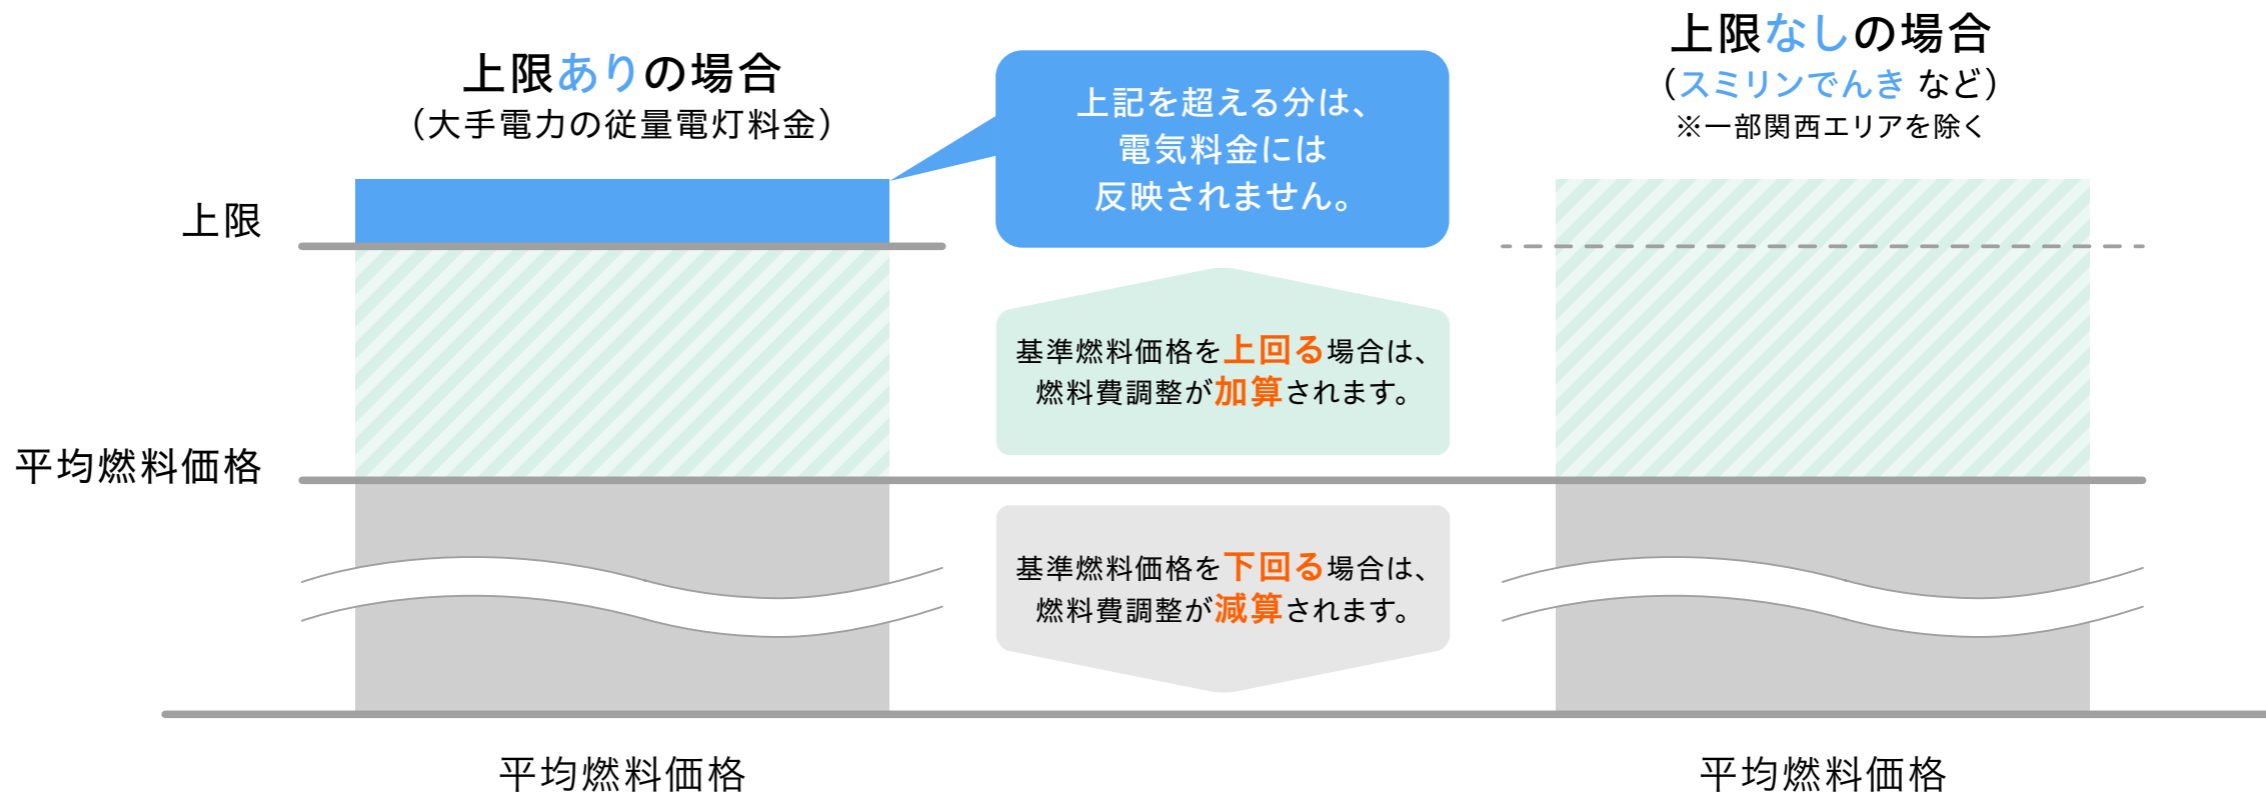 上限ありの場合
（大手電力の従量電灯料金）
上記を超える分は、
電気料金には
反映されません。
上限なしの場合
（スミリンでんき など）
※一部関西エリアを除く
上限
基準燃料価格を上回る場合は、
燃料費調整が加算されます。
平均燃料価格
基準燃料価格を下回る場合は、
燃料費調整が減算されます。
平均燃料価格
平均燃料価格